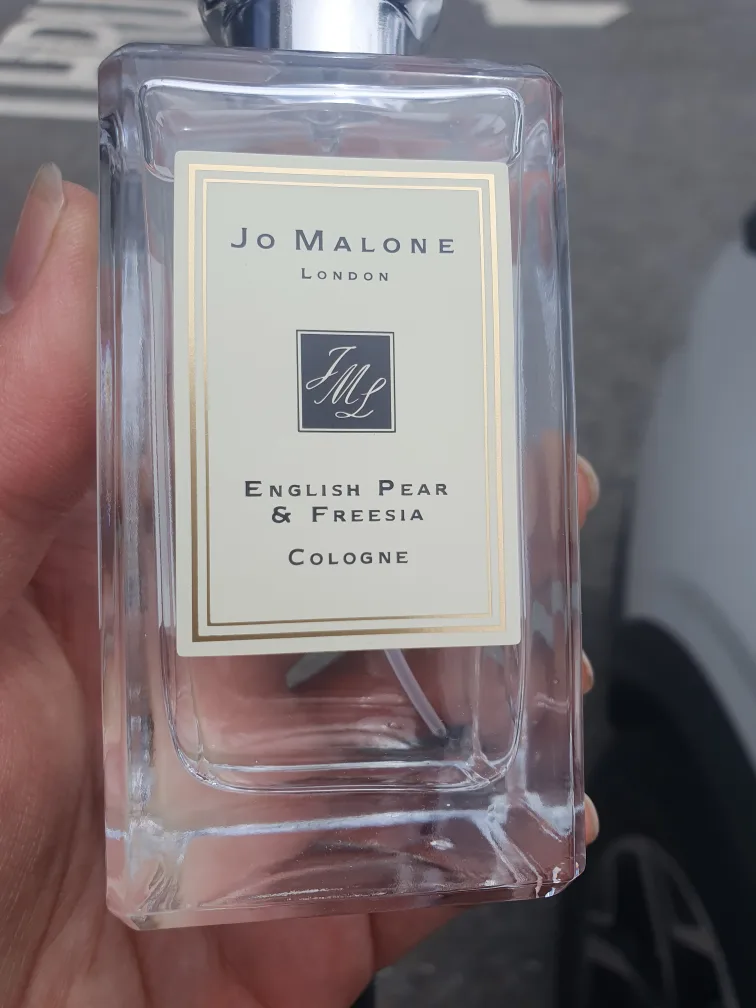 Jo Malone
London
JML
English Pear
& Freesia
Cologne